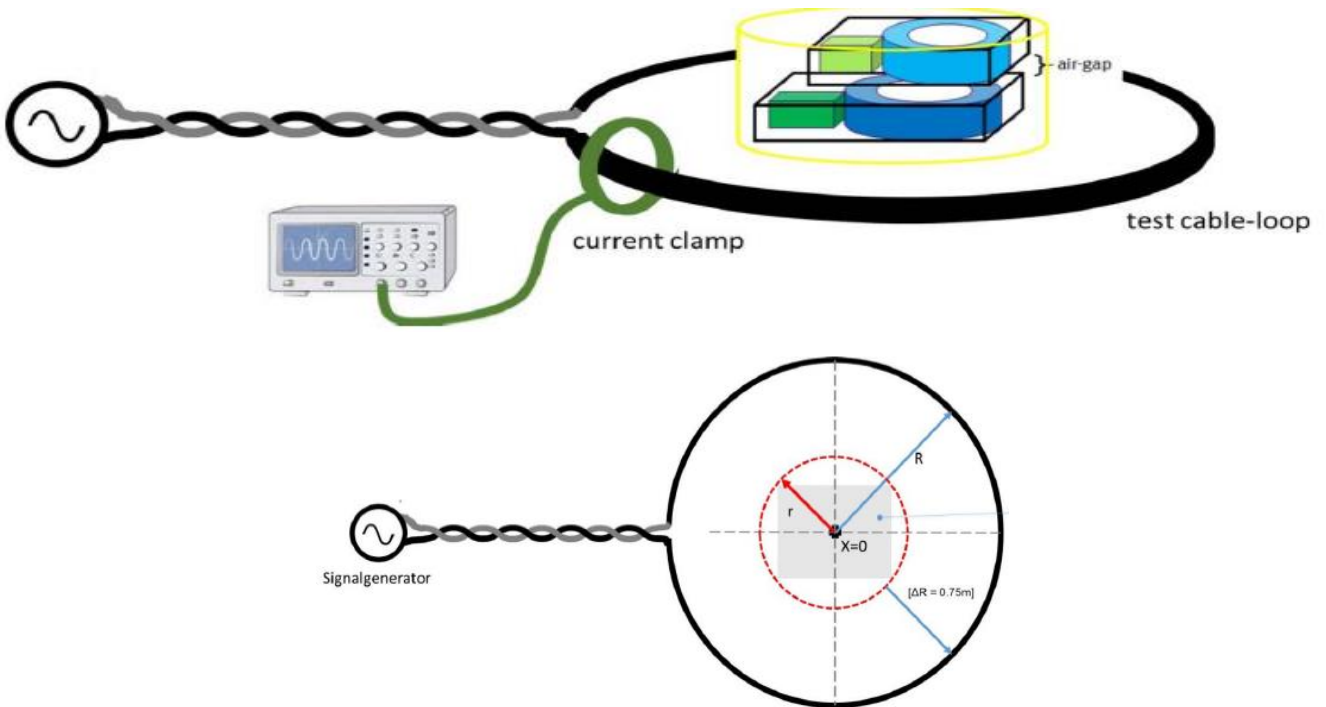 air-gap
test cable-loop
current clamp
R
r
X=0
[ΔR = 0.75m]
Signalgenerator